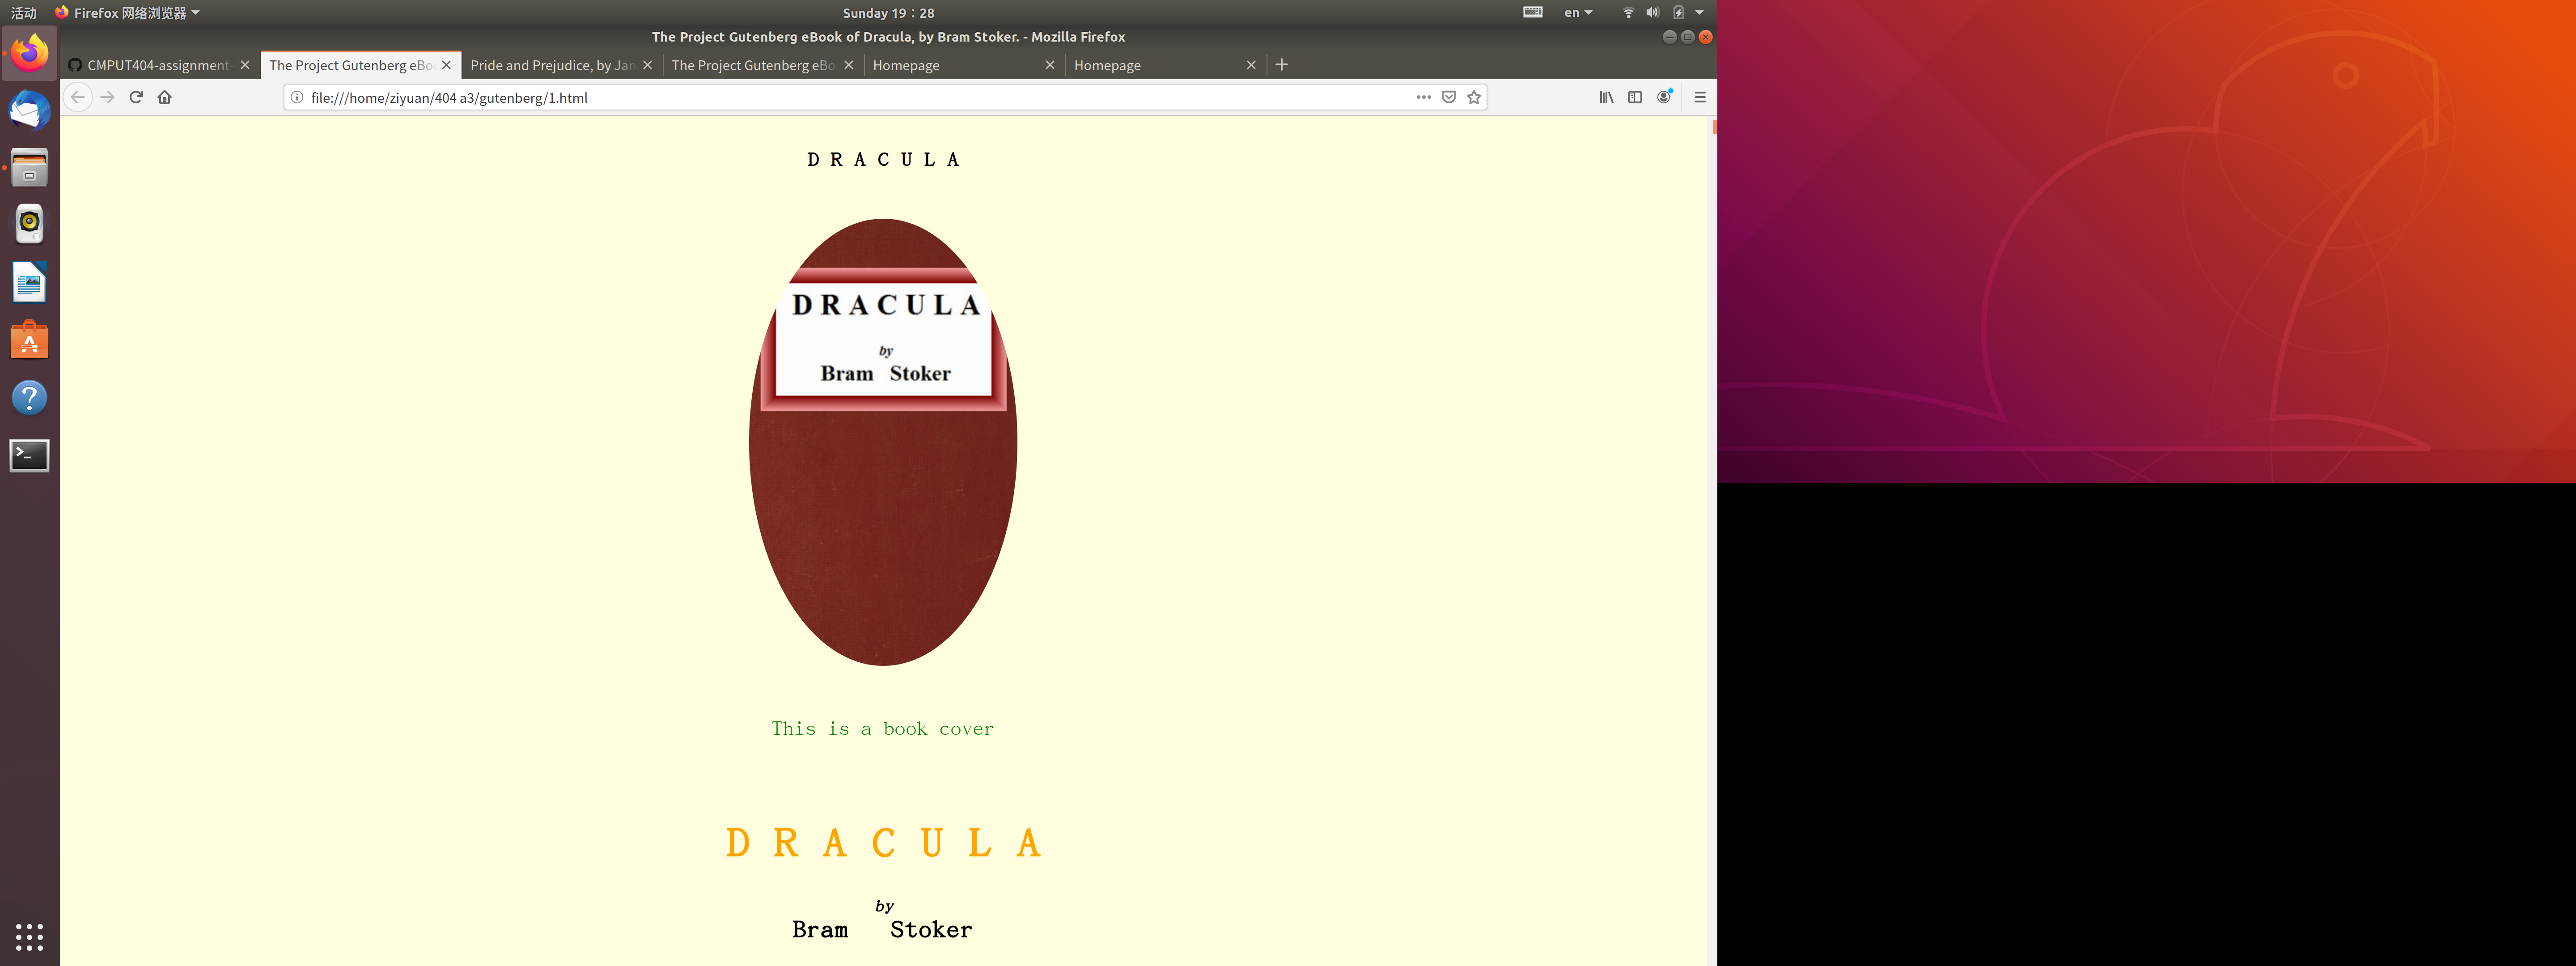 活动
Firefox 网络浏览器
Sunday 19：28
en
The Project Gutenberg eBook of Dracula, by Bram Stoker. - Mozilla Firefox
CMPUT404-assignment-
The Project Gutenberg eBo
Pride and Prejudice, by Jan
The Project Gutenberg eBo
Homepage
Homepage
file:///home/ziyuan/404 a3/gutenberg/1.html
D R A C U L A
D R A C U L A
by
Bram Stoker
This is a book cover
D R A C U L A
by
Bram Stoker